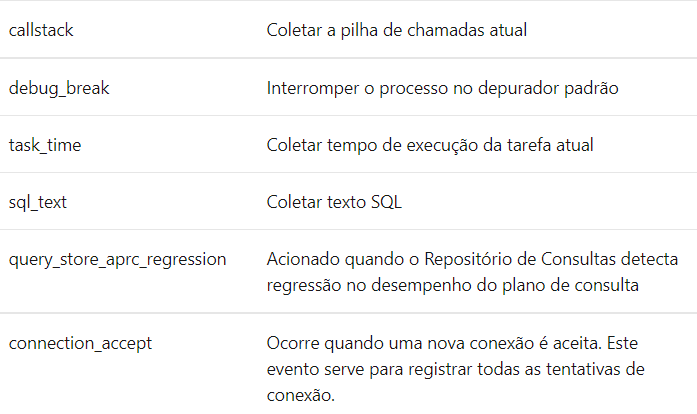 callstack Coletar a pilha de chamadas atual
debug_break Interromper o processo no depurador padrão
task_time Coletar tempo de execução da tarefa atual
sql_text Coletar texto SQL
query_store_aprc_regression Acionado quando o Repositório de Consultas detecta
regressão no desempenho do plano de consulta
connection_accept Ocorre quando uma nova conexão é aceita. Este
evento serve para registrar todas as tentativas de
conexão.